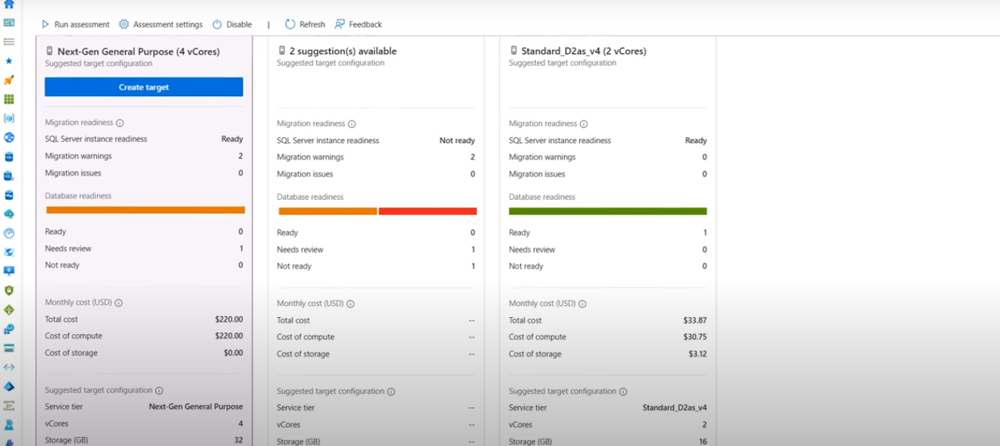 Run assessment Assessment settings Disable | Refresh Feedback
Next-Gen General Purpose (4 vCores)
Suggested target configuration
Create target
Migration readiness
SQL Server instance readiness Ready
Migration warnings 2
Migration issues 0
Database readiness
Ready 0
Needs review 1
Not ready 0
Monthly cost (USD)
Total cost $220.00
Cost of compute $220.00
Cost of storage $0.00
Suggested target configuration
Service tier Next-Gen General Purpose
vCores 4
Storage (GB) 32
2 suggestion(s) available
Suggested target configuration
Migration readiness
SQL Server instance readiness Not ready
Migration warnings 2
Migration issues 0
Database readiness
Ready 0
Needs review 1
Not ready 1
Monthly cost (USD)
Total cost --
Cost of compute --
Cost of storage --
Suggested target configuration
Service tier --
vCores --
Storage (GB) --
Standard_D2as_v4 (2 vCores)
Suggested target configuration
Migration readiness
SQL Server instance readiness Ready
Migration warnings 0
Migration issues 0
Database readiness
Ready 1
Needs review 0
Not ready 0
Monthly cost (USD)
Total cost $33.87
Cost of compute $30.75
Cost of storage $3.12
Suggested target configuration
Service tier Standard_D2as_v4
vCores 2
Storage (GB) 16